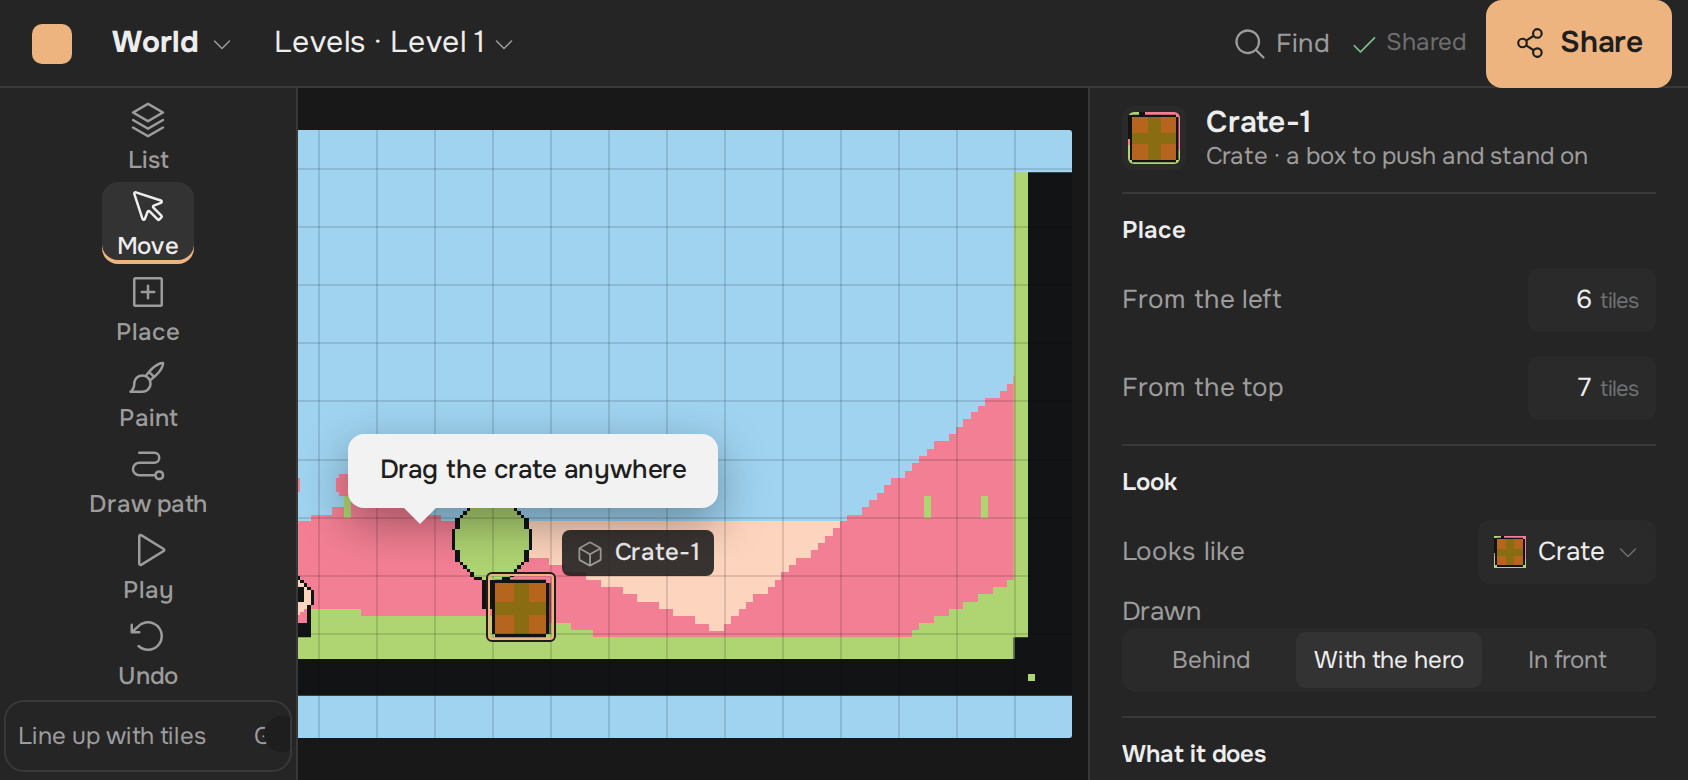 World
Levels · Level 1
Find
Shared
Share
List
Move
Place
Paint
Draw path
Play
Undo
Line up with tiles
Drag the crate anywhere
Crate-1
Crate-1
Crate · a box to push and stand on
Place
From the left
6 tiles
From the top
7 tiles
Look
Looks like
Crate
Drawn
Behind
With the hero
In front
What it does